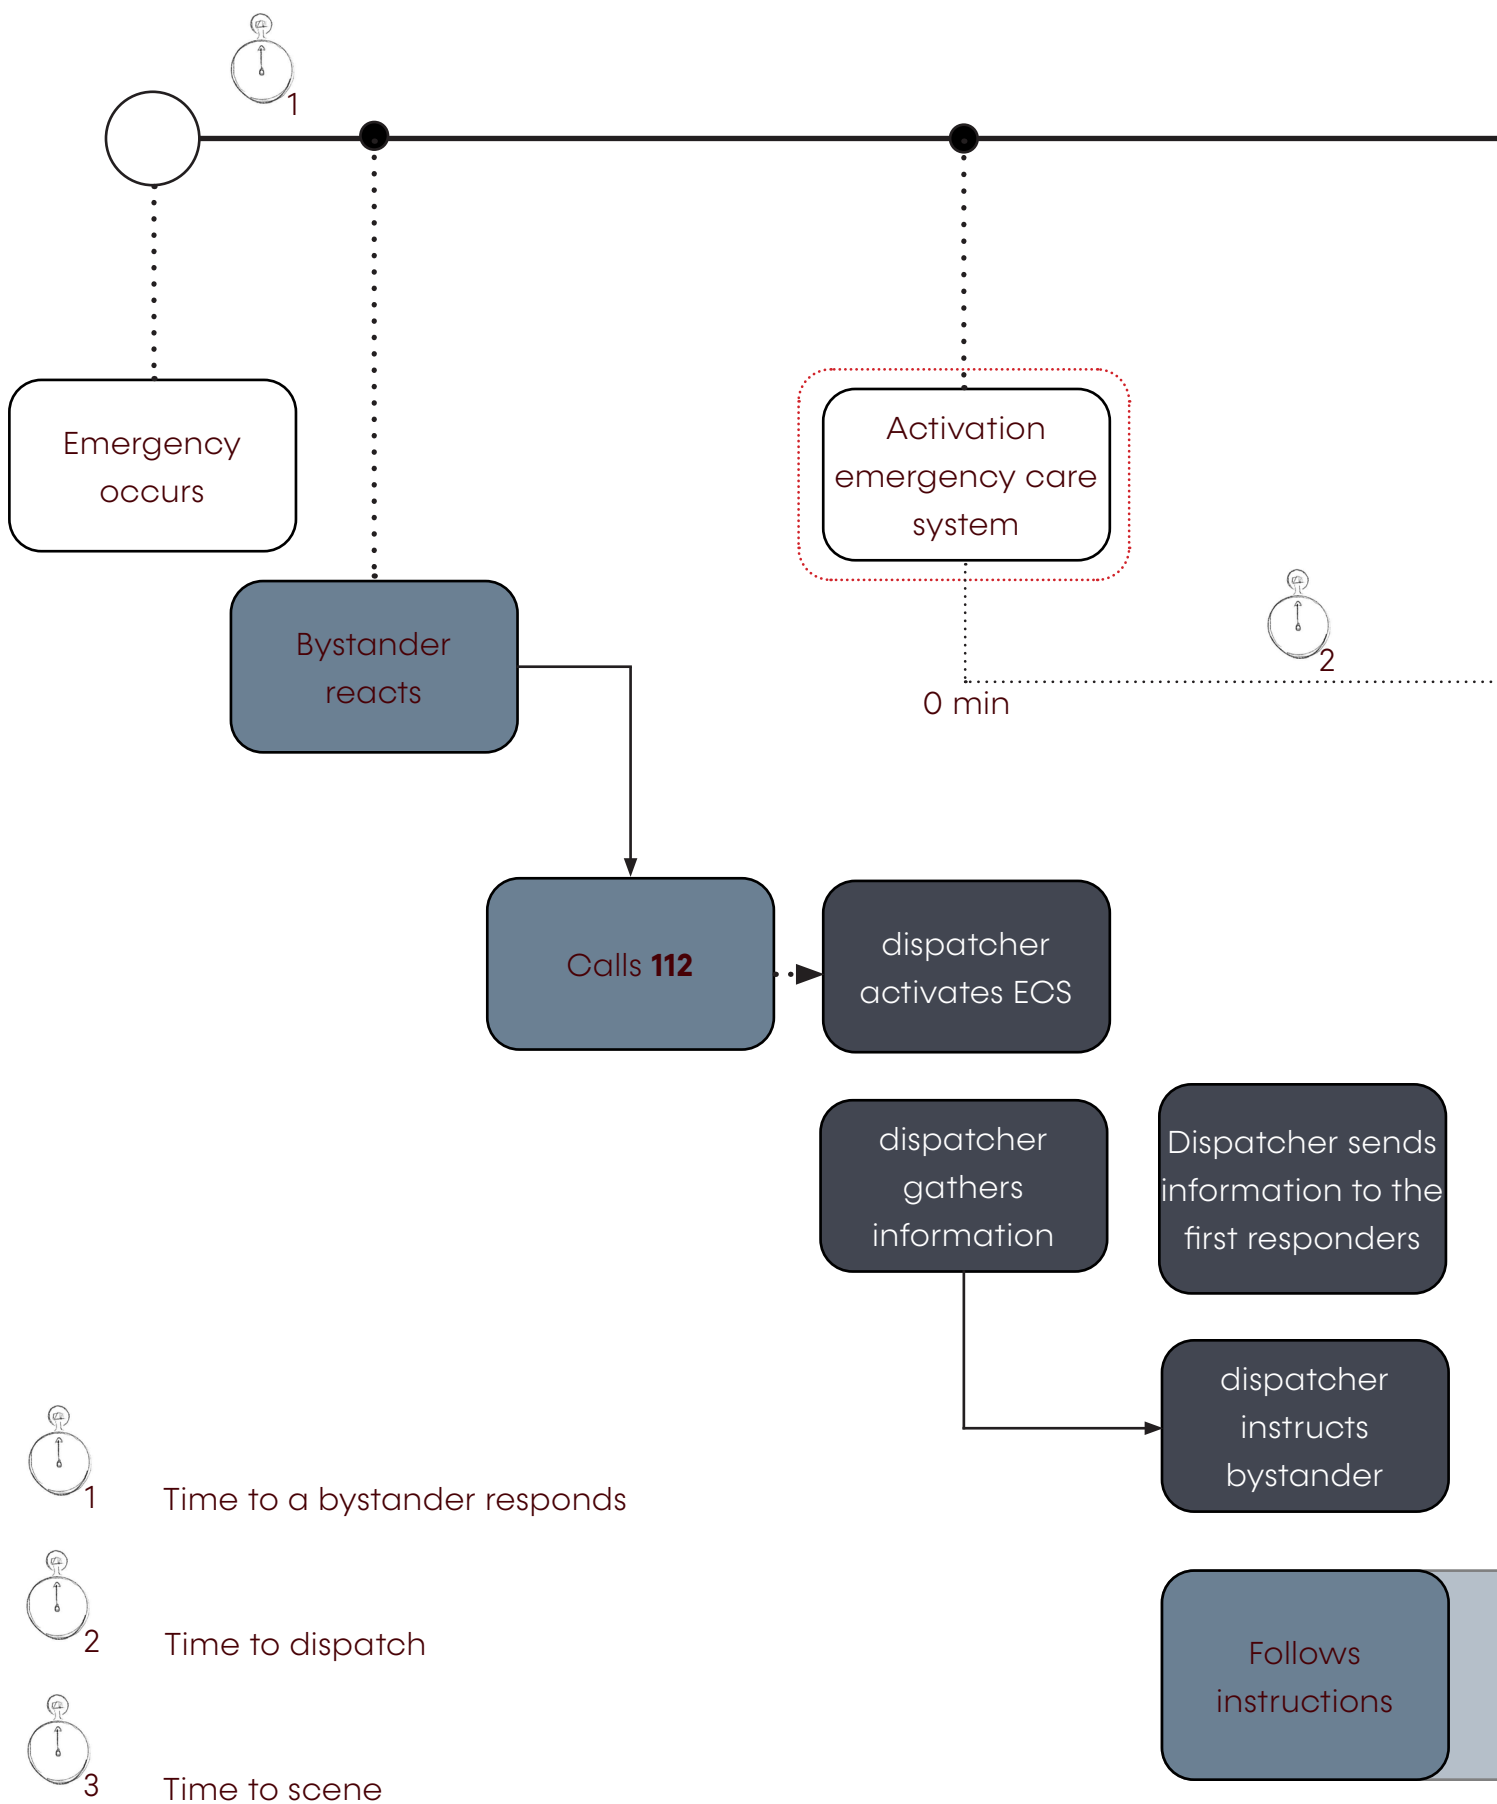 1
Emergency
occurs
Activation
emergency care
system
2
0 min
Bystander
reacts
Calls 112
dispatcher
activates ECS
dispatcher
gathers
information
Dispatcher sends
information to the
first responders
dispatcher
instructs
bystander
Follows
instructions
1
Time to a bystander responds
2
Time to dispatch
3
Time to scene